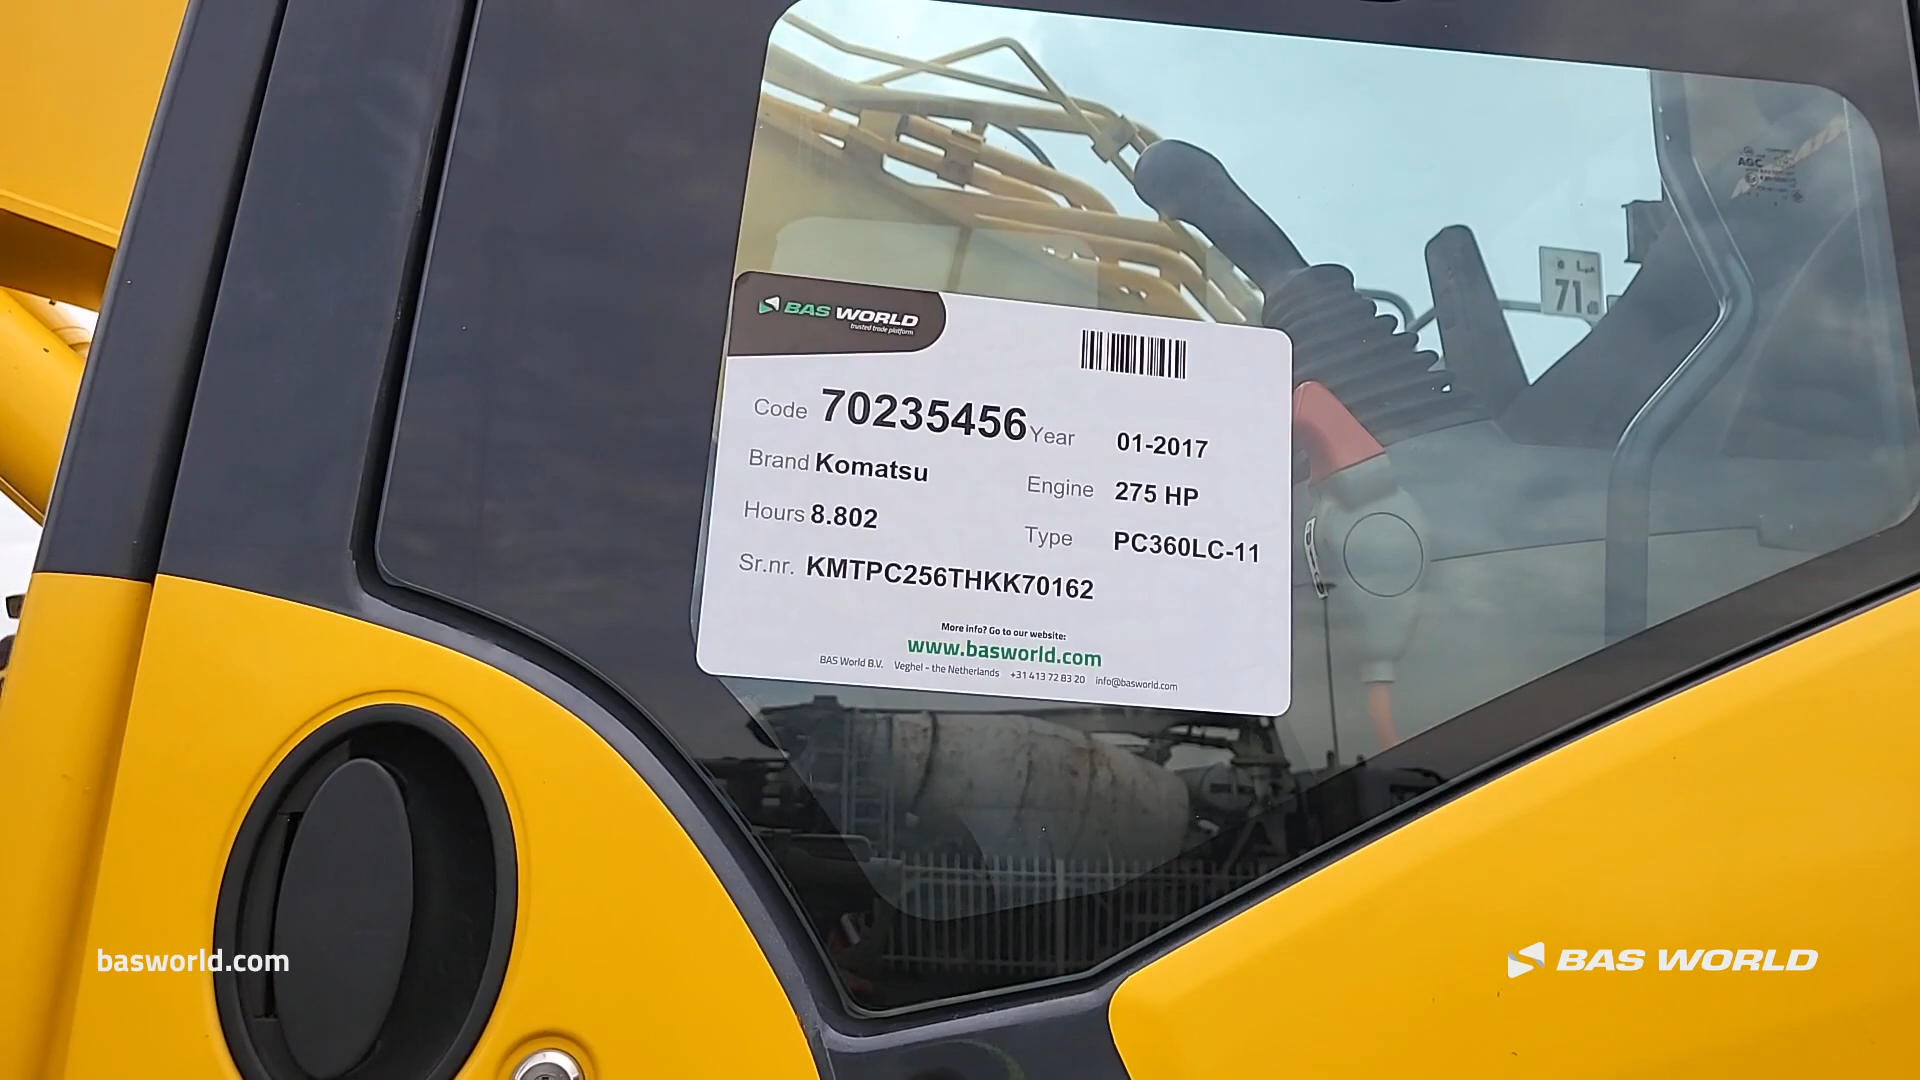 BAS WORLD
trusted trade platform
Code 70235456 Year 01-2017
Brand Komatsu Engine 275 HP
Hours 8.802 Type PC360LC-11
Sr.nr. KMTPC256THKK70162
More info? Go to our website:
www.basworld.com
BAS World B.V. Veghel - the Netherlands +31 413 72 83 20 info@basworld.com
AGC
71
basworld.com
BAS WORLD